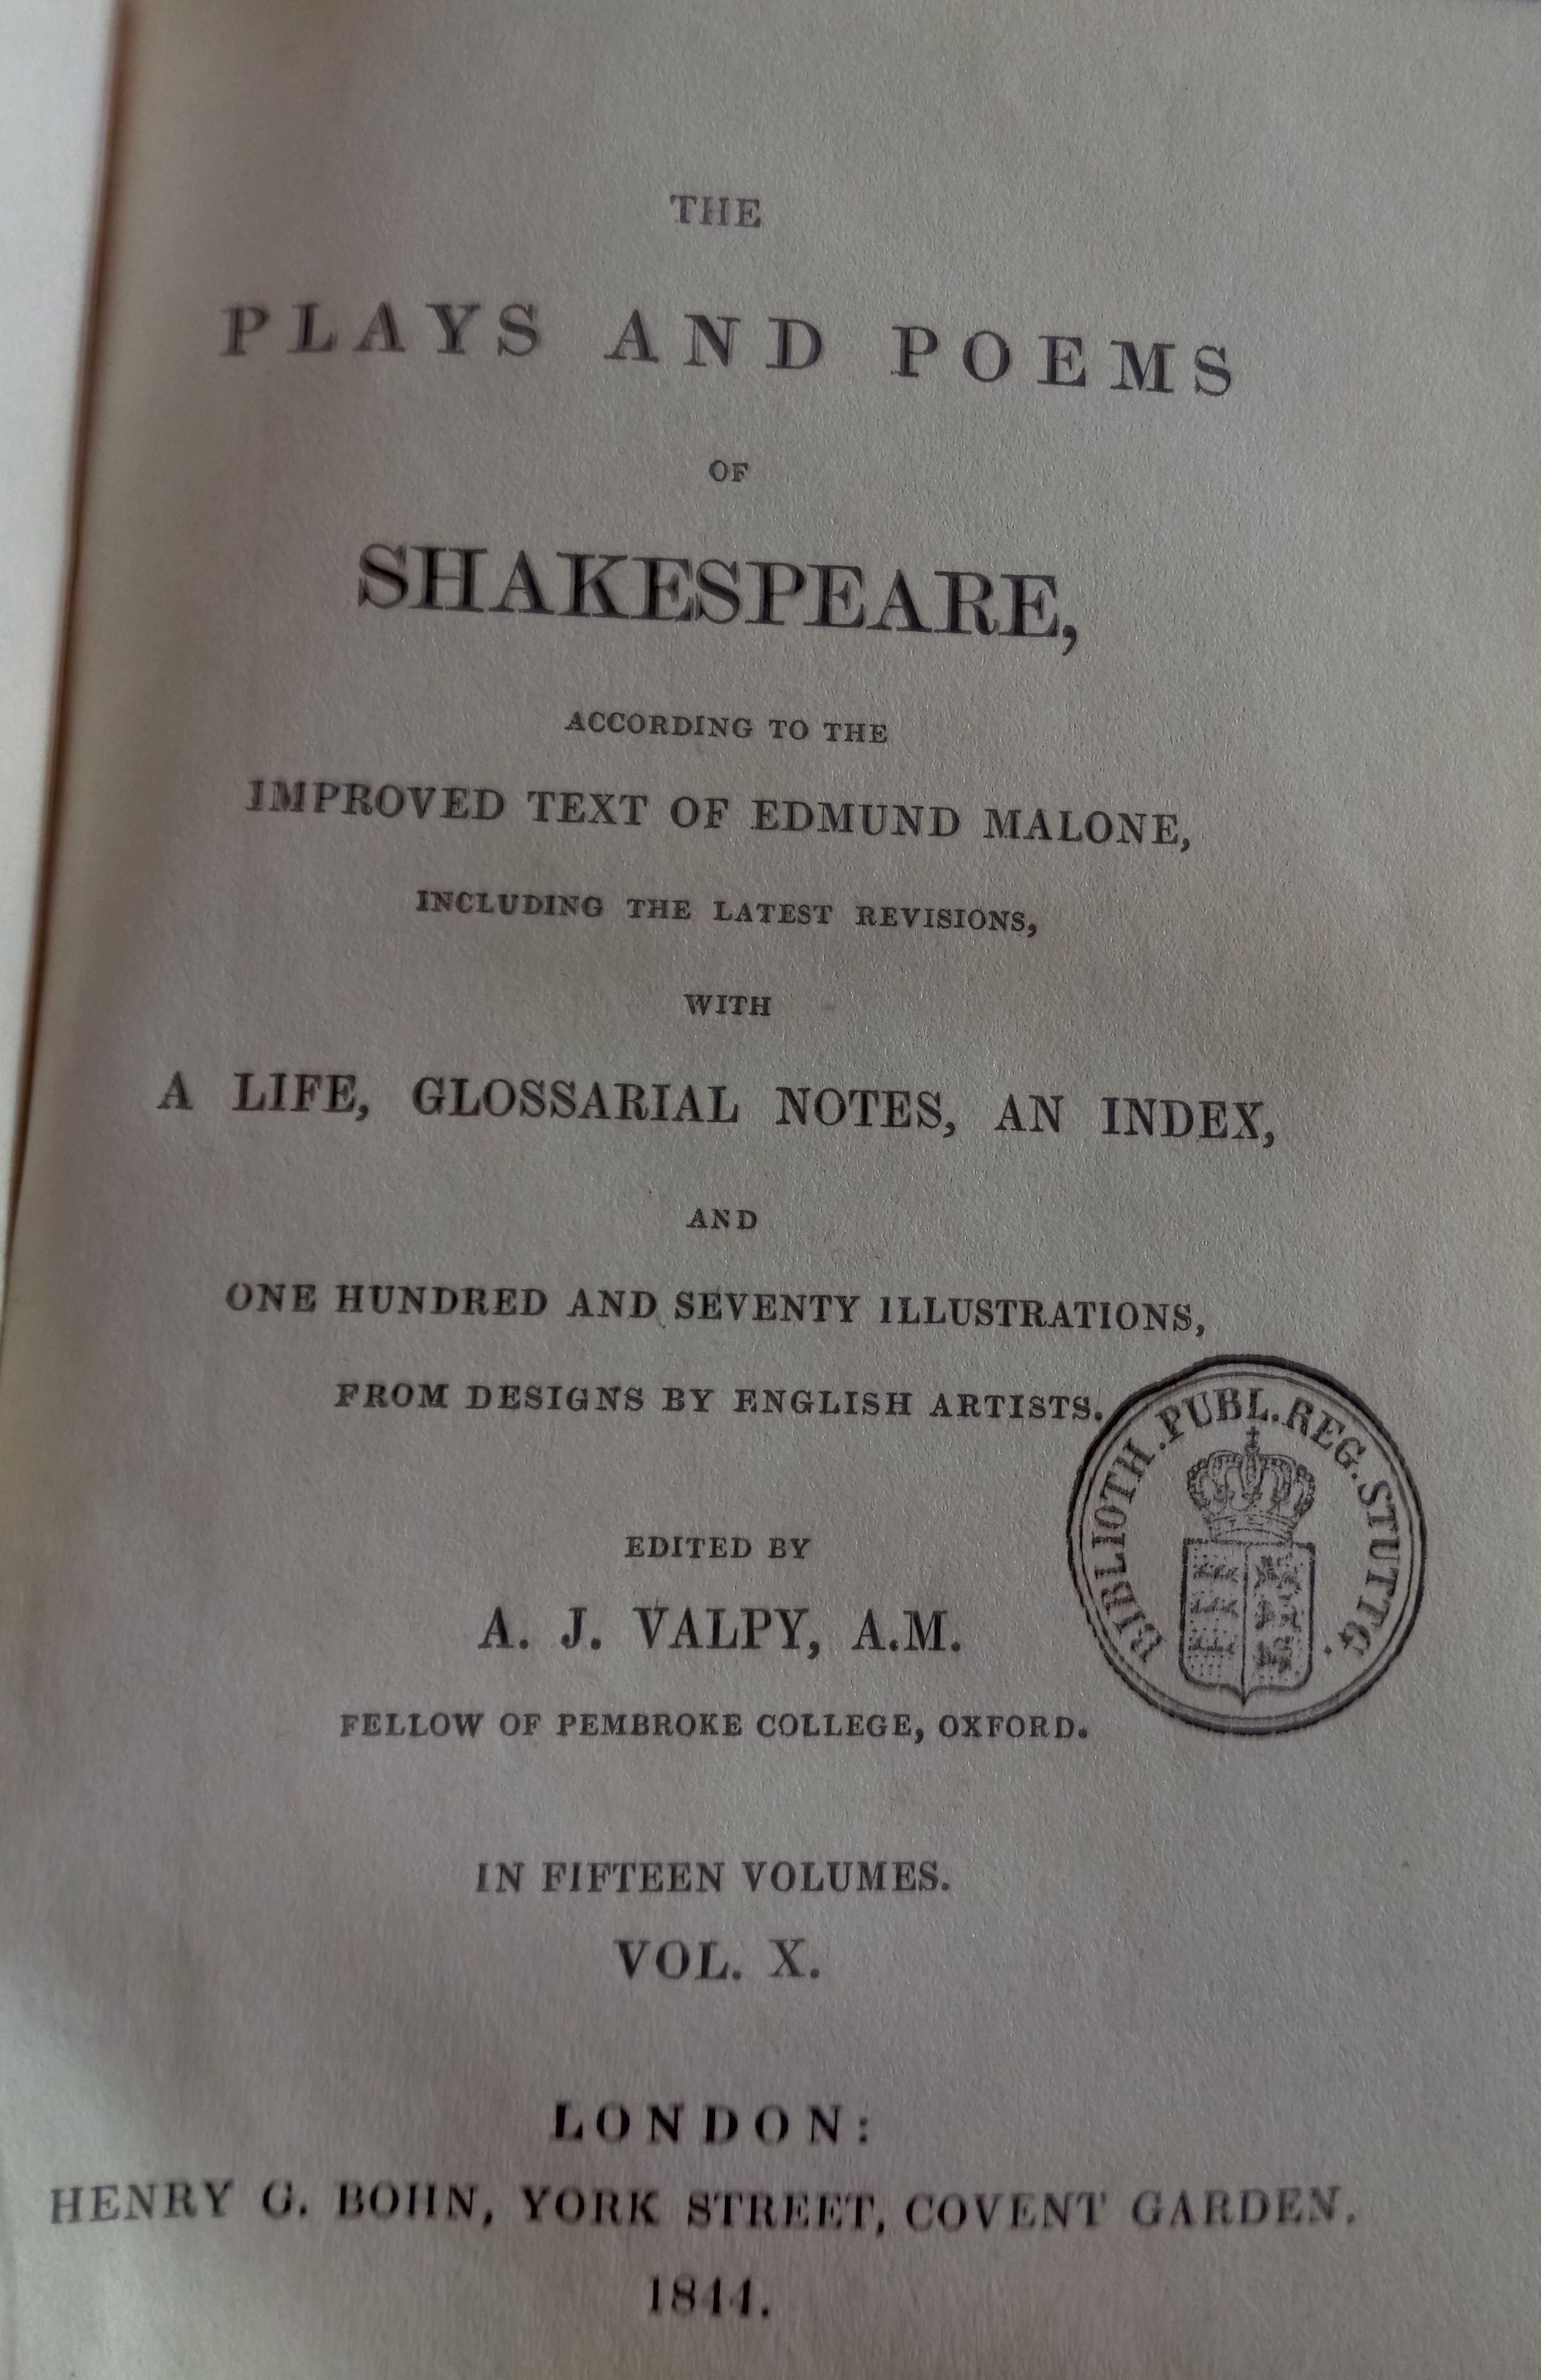 THE
PLAYS AND POEMS
OF
SHAKESPEARE,
ACCORDING TO THE
IMPROVED TEXT OF EDMUND MALONE,
INCLUDING THE LATEST REVISIONS,
WITH
A LIFE, GLOSSARIAL NOTES, AN INDEX,
AND
ONE HUNDRED AND SEVENTY ILLUSTRATIONS,
FROM DESIGNS BY ENGLISH ARTISTS.
BIBLIOTH. PUBL. REG. STUTTG.
EDITED BY
A. J. VALPY, A.M.
FELLOW OF PEMBROKE COLLEGE, OXFORD.
IN FIFTEEN VOLUMES.
VOL. X.
LONDON:
HENRY G. BOHN, YORK STREET, COVENT GARDEN.
1844.